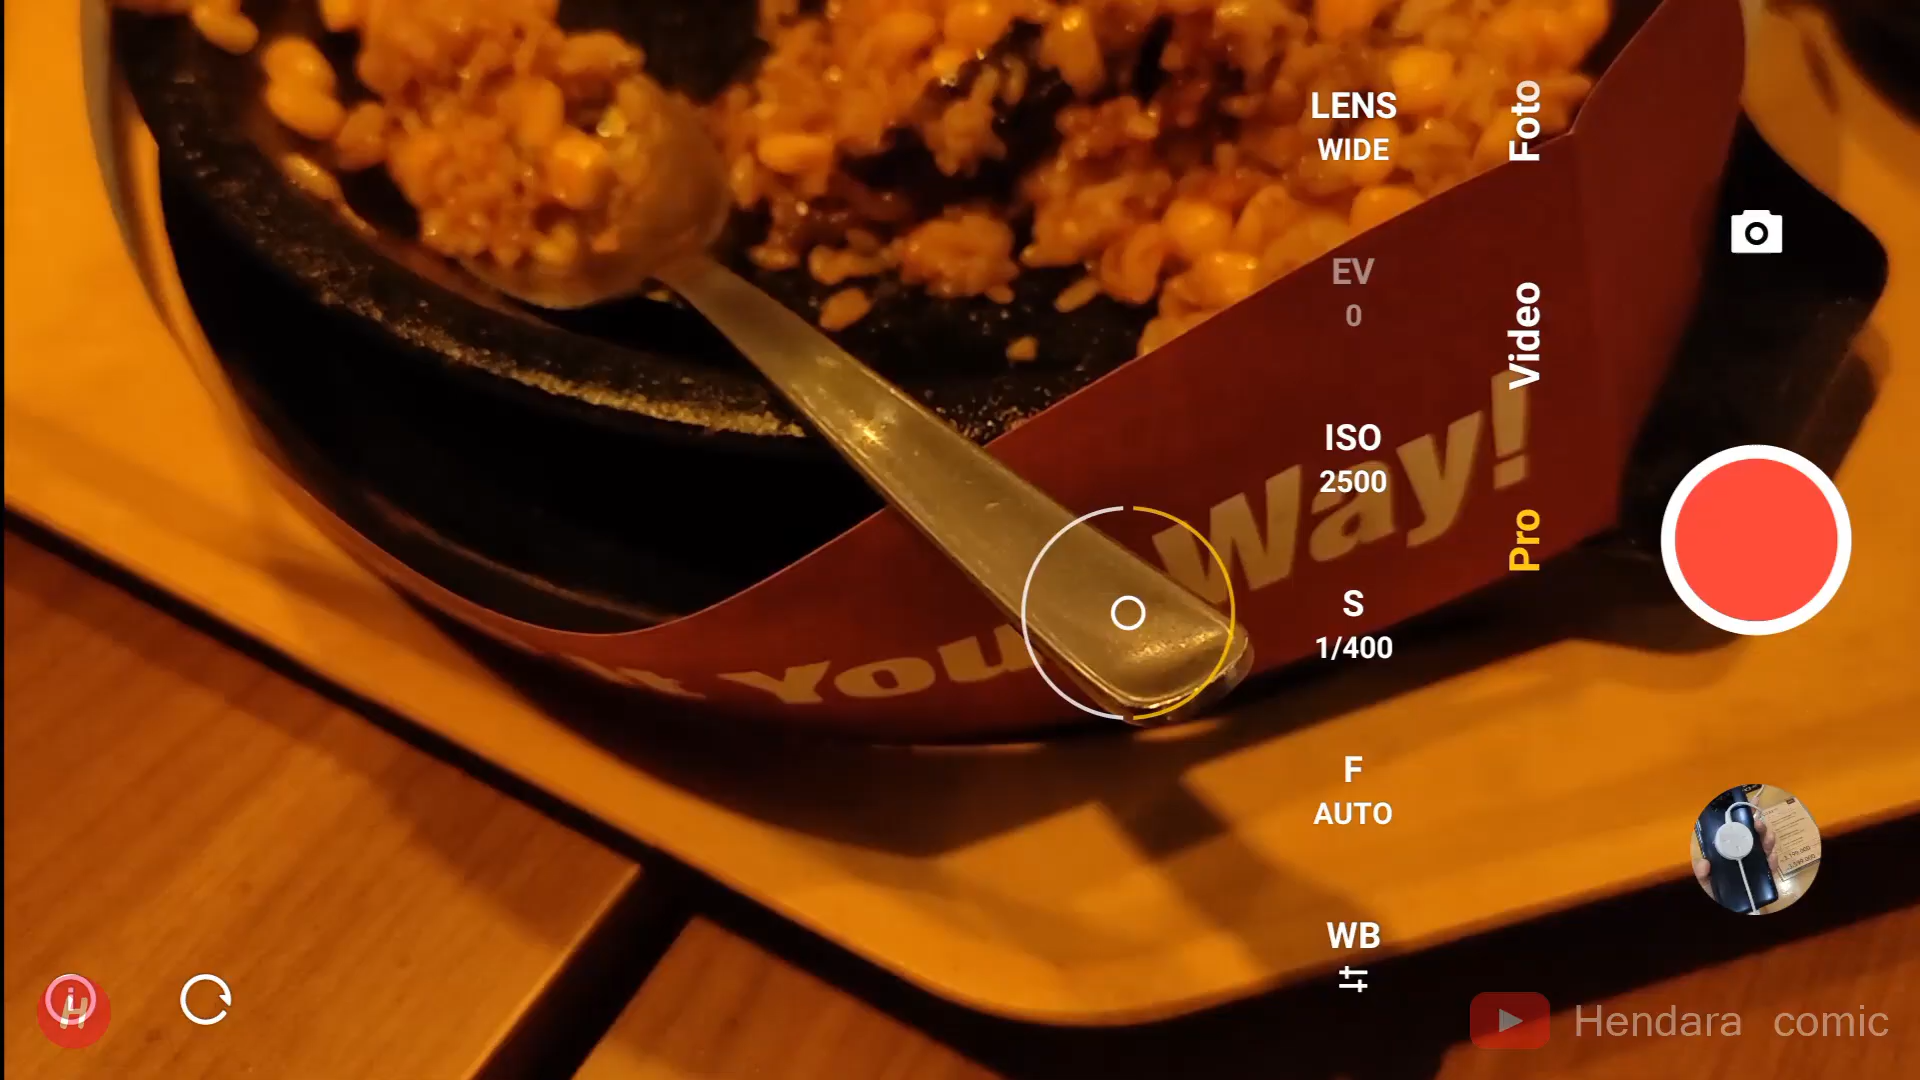 LENS
WIDE
EV
0
ISO
2500
S
1/400
F
AUTO
WB
Foto
Video
Pro
You
Way!
Hendara comic